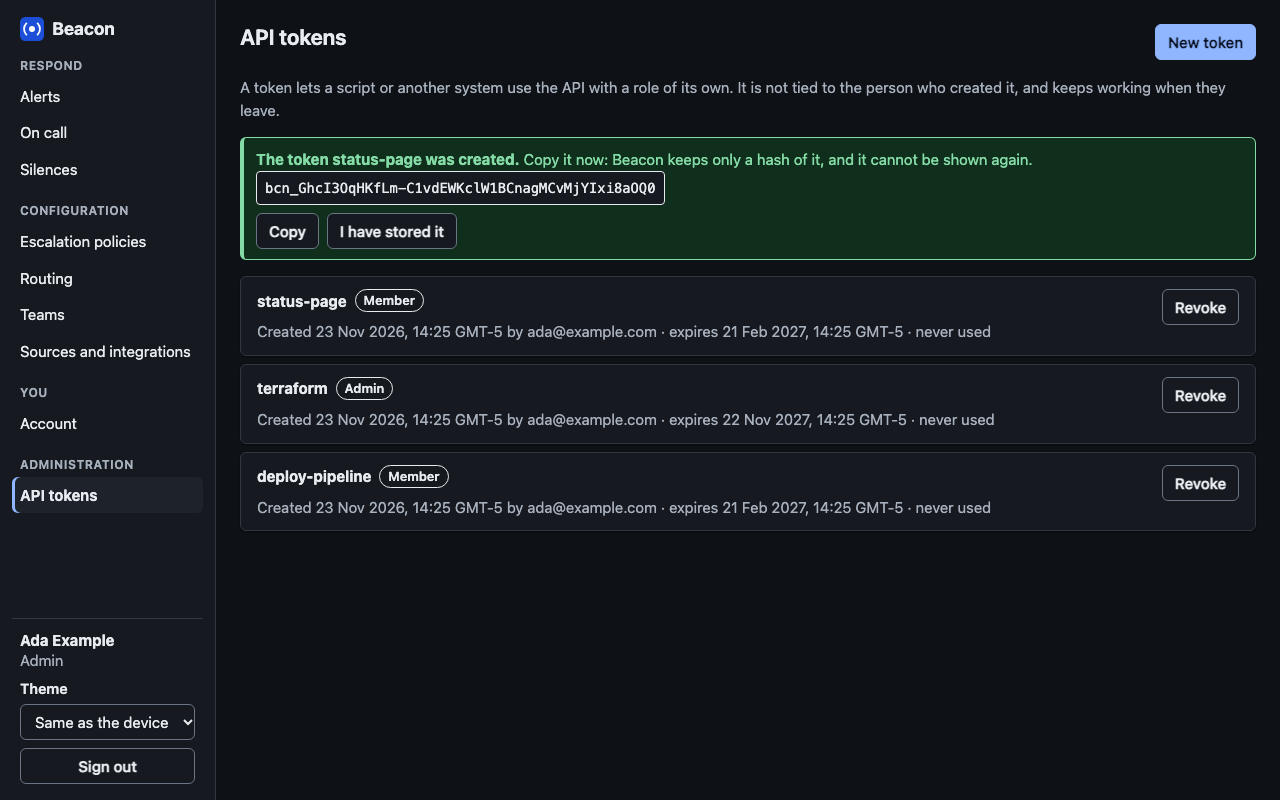 Beacon
RESPOND
Alerts
On call
Silences
CONFIGURATION
Escalation policies
Routing
Teams
Sources and integrations
YOU
Account
ADMINISTRATION
API tokens
Ada Example
Admin
Theme
Same as the device
Sign out
API tokens
New token
A token lets a script or another system use the API with a role of its own. It is not tied to the person who created it, and keeps working when they
leave.
The token status-page was created. Copy it now: Beacon keeps only a hash of it, and it cannot be shown again.
bcn_GhcI3OqHKfLm-C1vdEWKclW1BCnagMCvMjYIxi8aOQ0
Copy
I have stored it
status-page Member
Revoke
Created 23 Nov 2026, 14:25 GMT-5 by ada@example.com · expires 21 Feb 2027, 14:25 GMT-5 · never used
terraform Admin
Revoke
Created 23 Nov 2026, 14:25 GMT-5 by ada@example.com · expires 22 Nov 2027, 14:25 GMT-5 · never used
deploy-pipeline Member
Revoke
Created 23 Nov 2026, 14:25 GMT-5 by ada@example.com · expires 21 Feb 2027, 14:25 GMT-5 · never used